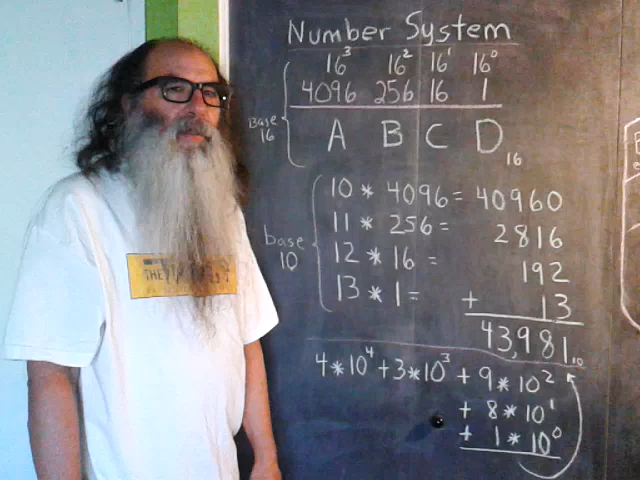 Number System
16³ 16² 16¹ 16⁰
4096 256 16 1
Base
16
A B C D₁₆
10 * 4096 = 40960
11 * 256 = 2816
base
10
12 * 16 = 192
13 * 1 = + 13
43,981₁₀
4*10⁴ + 3*10³ + 9*10²
+ 8*10¹
+ 1*10⁰
THE